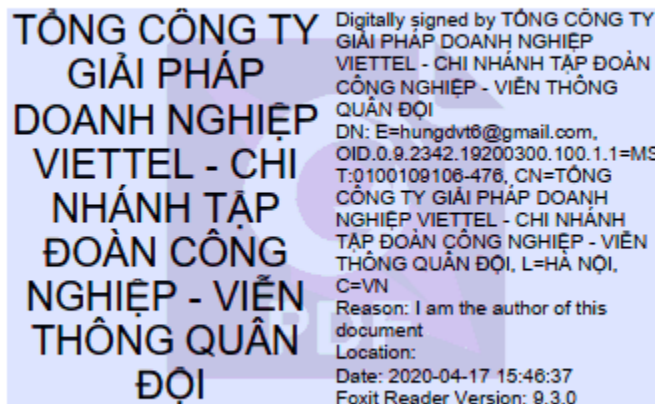 TỔNG CÔNG TY
GIẢI PHÁP
DOANH NGHIỆP
VIETTEL - CHI
NHÁNH TẬP
ĐOÀN CÔNG
NGHIỆP - VIỄN
THÔNG QUÂN
ĐỘI
Digitally signed by TỔNG CÔNG TY
GIẢI PHÁP DOANH NGHIỆP
VIETTEL - CHI NHÁNH TẬP ĐOÀN
CÔNG NGHIỆP - VIỄN THÔNG
QUÂN ĐỘI
DN: E=hungdvt6@gmail.com,
OID.0.9.2342.19200300.100.1.1=MS
T:0100109106-476, CN=TỔNG
CÔNG TY GIẢI PHÁP DOANH
NGHIỆP VIETTEL - CHI NHÁNH
TẬP ĐOÀN CÔNG NGHIỆP - VIỄN
THÔNG QUÂN ĐỘI, L=HÀ NỘI,
C=VN
Reason: I am the author of this
document
Location:
Date: 2020-04-17 15:46:37
Foxit Reader Version: 9.3.0
PDF